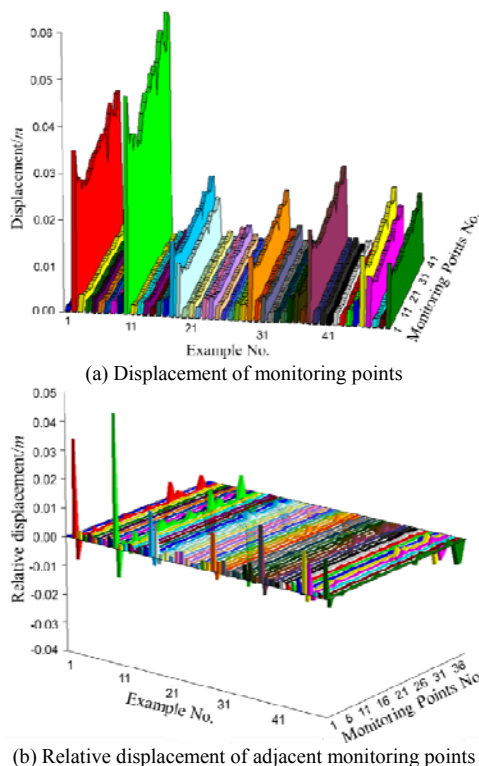 0.06
0.06
0.04
0.03
0.02
0.01
0.00
Displacement/m
1
11
21
31
41
Example No.
1 11 21 31 41
Monitoring Points No.
(a) Displacement of monitoring points
0.05
0.04
0.03
0.02
0.01
0.00
-0.01
-0.02
-0.03
-0.04
Relative displacement/m
1
11
21
31
41
Example No.
1 6 11 16 21 26 31 36
Monitoring Points No.
(b) Relative displacement of adjacent monitoring points